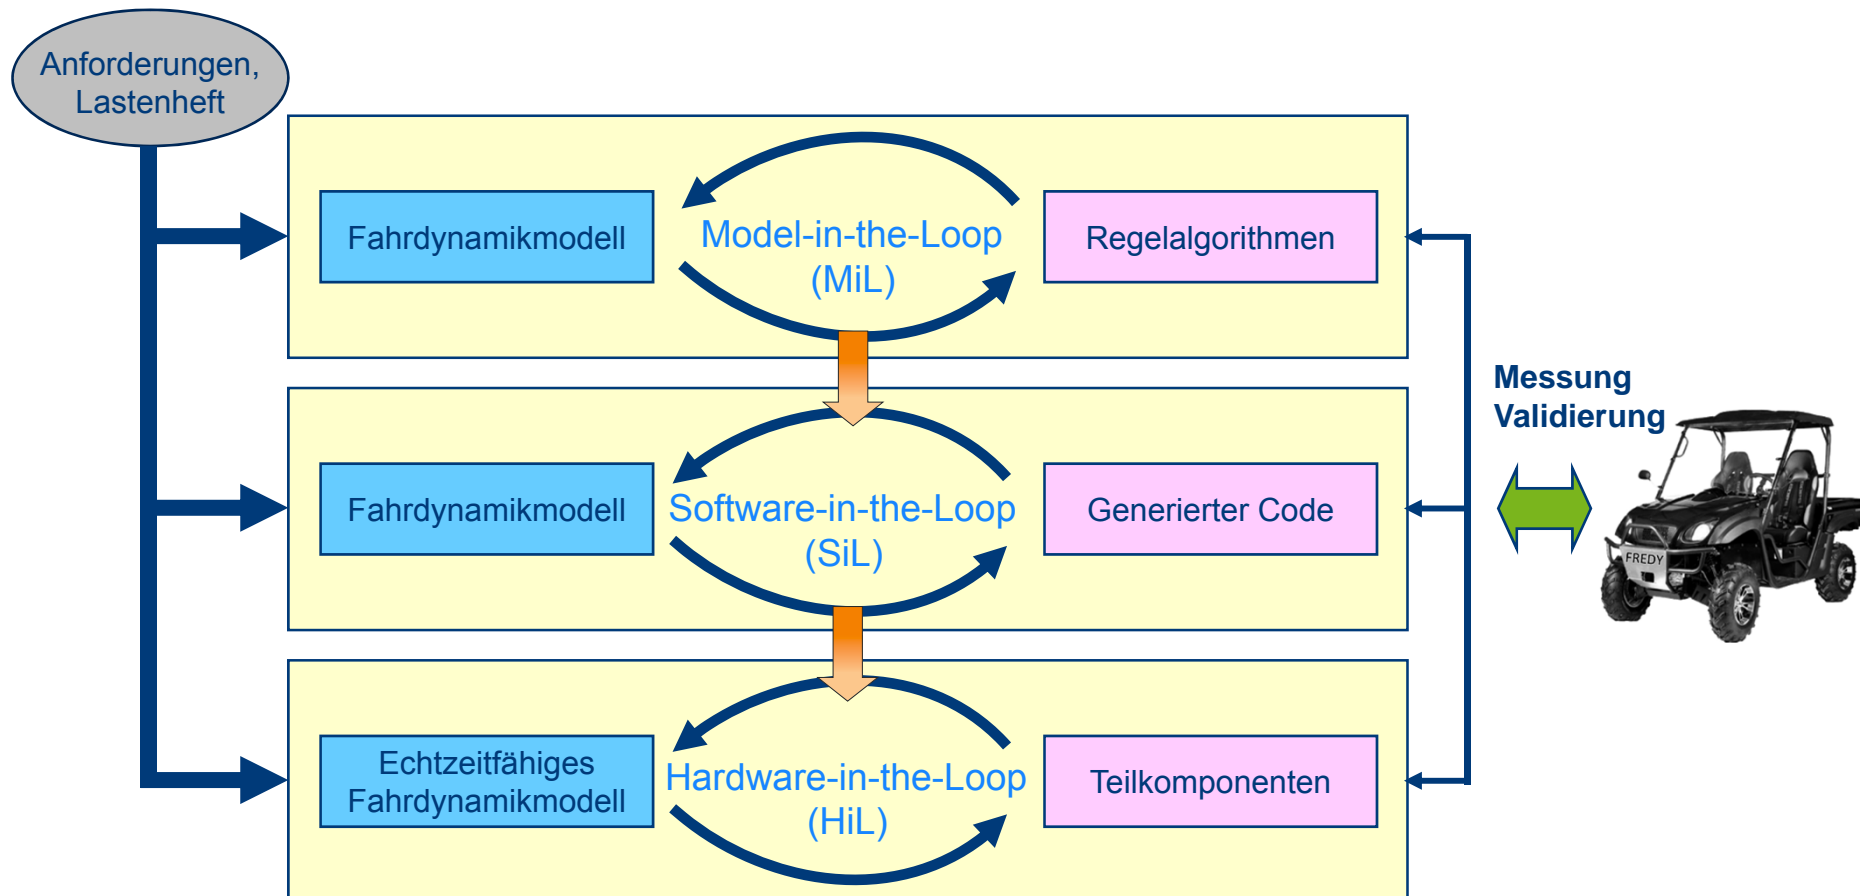 Anforderungen,
Lastenheft
Fahrdynamikmodell
Model-in-the-Loop
(MiL)
Regelalgorithmen
Messung
Validierung
Fahrdynamikmodell
Software-in-the-Loop
(SiL)
Generierter Code
FREDY
Echtzeitfähiges
Fahrdynamikmodell
Hardware-in-the-Loop
(HiL)
Teilkomponenten